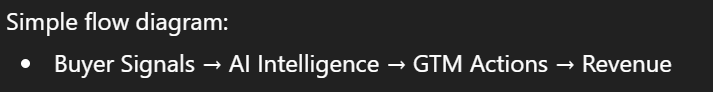 Simple flow diagram:
• Buyer Signals → AI Intelligence → GTM Actions → Revenue